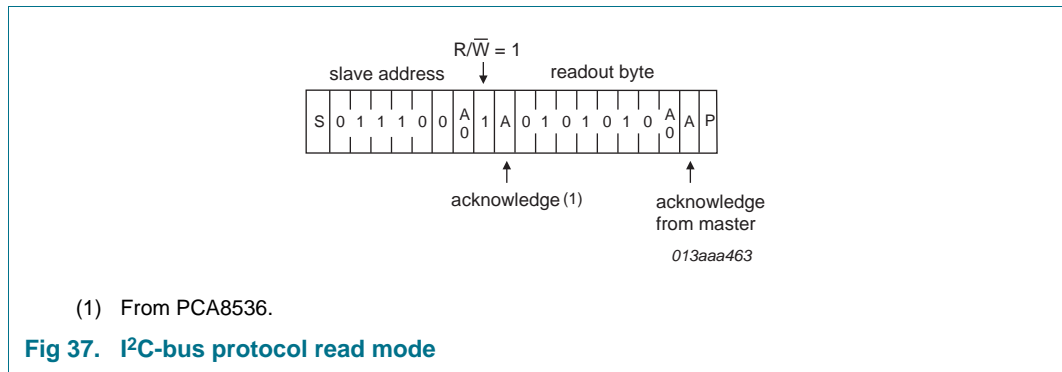 R/W̅ = 1
slave address readout byte
S 0 1 1 1 0 0 A0 1 A 0 1 0 1 0 1 0 A0 A P
acknowledge (1) acknowledge
from master
013aaa463
(1) From PCA8536.
Fig 37. I²C-bus protocol read mode